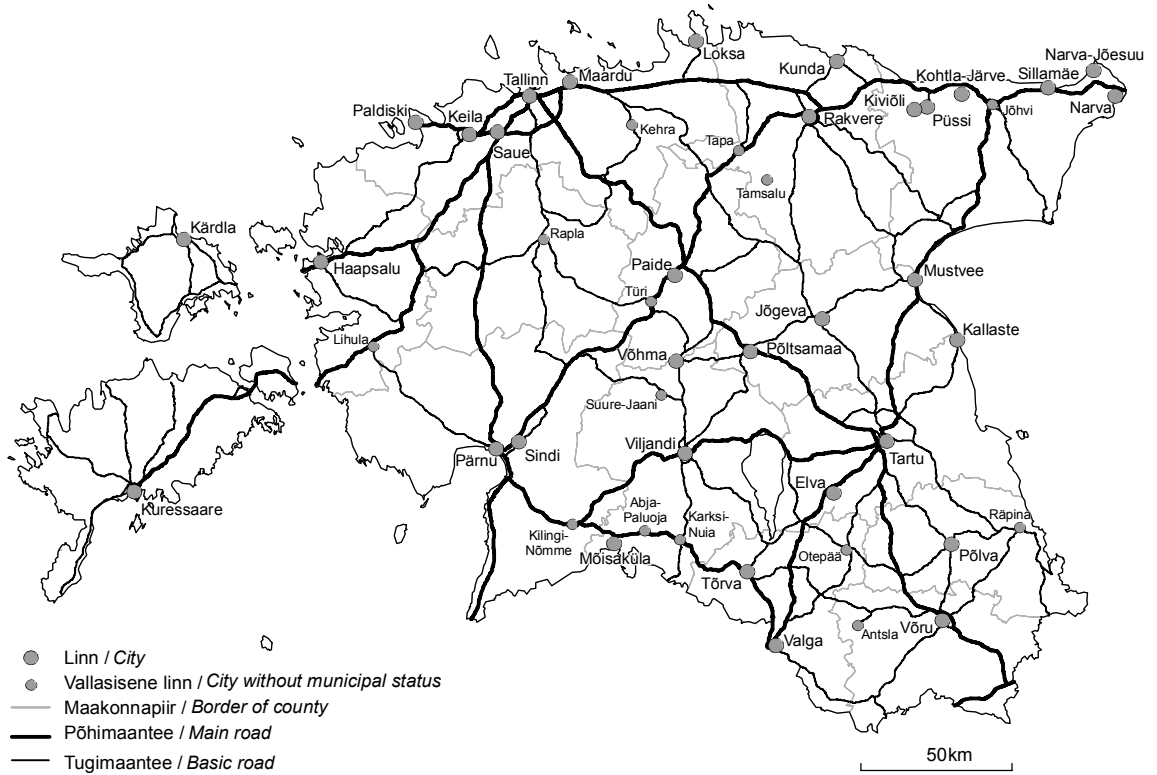 Loksa
Narva-Jõesuu
Kunda
Kohtla-Järve
Sillamäe
Tallinn
Maardu
Paldiski
Keila
Kiviõli
Püssi
Jõhvi
Narva
Kehra
Rakvere
Saue
Tapa
Tamsalu
Kärdla
Rapla
Haapsalu
Paide
Mustvee
Türi
Jõgeva
Kallaste
Lihula
Võhma
Põltsamaa
Suure-Jaani
Pärnu
Sindi
Viljandi
Tartu
Kuressaare
Elva
Abja-
Paluoja
Karksi-
Nuia
Räpina
Kilingi-
Nõmme
Mõisaküla
Otepää
Põlva
Tõrva
Antsla
Võru
Valga
Linn / City
Vallasisene linn / City without municipal status
Maakonnapiir / Border of county
Põhimaantee / Main road
Tugimaantee / Basic road
50km